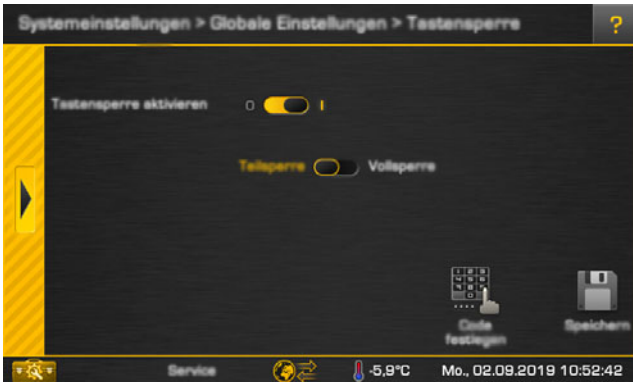 Systemeinstellungen > Globale Einstellungen > Tastensperre
?
Tastensperre aktivieren
O I
Teilsperre Vollsperre
Code
festlegen
Speichern
Service
-5,9°C
Mo., 02.09.2019 10:52:42